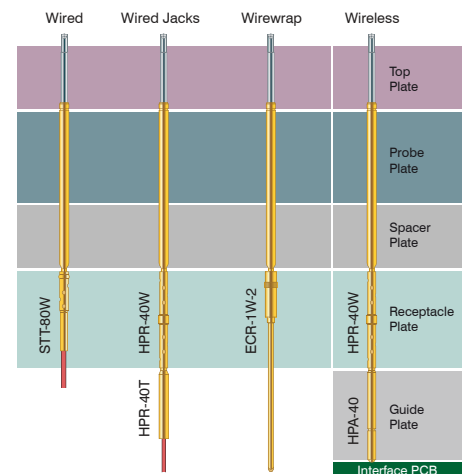 Wired
Wired Jacks
Wirewrap
Wireless
Top
Plate
Probe
Plate
Spacer
Plate
STT-80W
HPR-40W
ECR-1W-2
HPR-40W
Receptacle
Plate
HPR-40T
HPA-40
Guide
Plate
Interface PCB